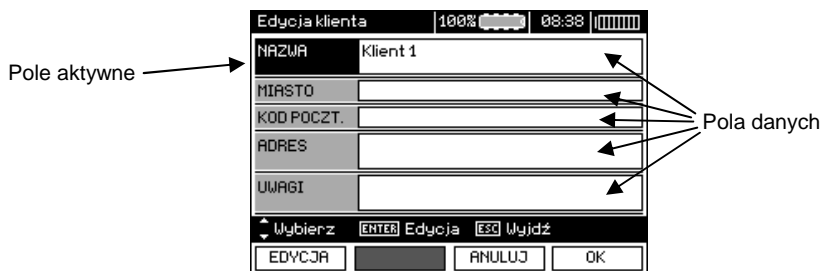 Edycja klienta 100% 08:38
NAZWA Klient 1
Pole aktywne
MIASTO
KOD POCZT.
Pola danych
ADRES
UWAGI
Wybierz ENTER Edycja ESC Wyjdź
EDYCJA ANULUJ OK